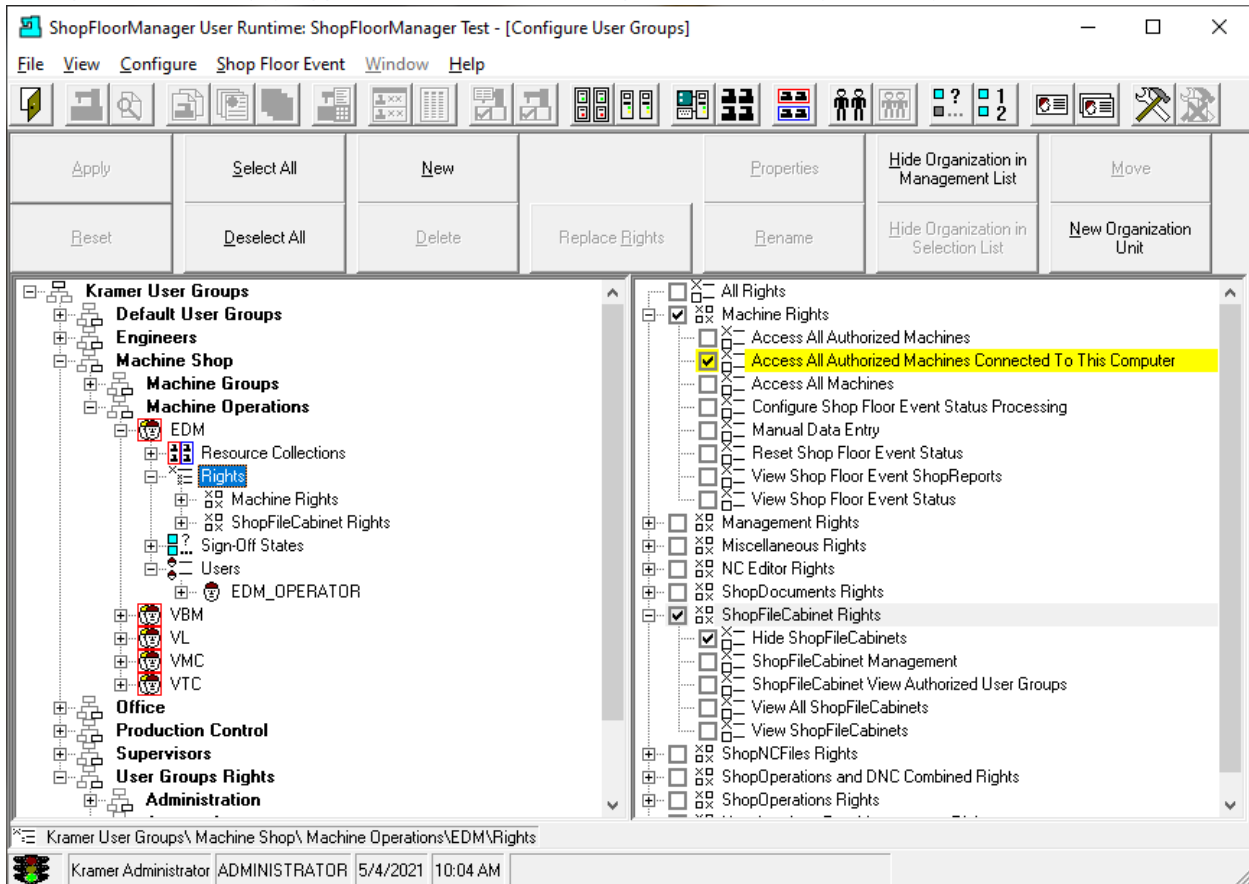 ShopFloorManager User Runtime: ShopFloorManager Test - [Configure User Groups]
File View Configure Shop Floor Event Window Help
Apply
Select All
New
Properties
Hide Organization in
Management List
Move
Reset
Deselect All
Delete
Replace Rights
Rename
Hide Organization in
Selection List
New Organization
Unit
Kramer User Groups
Default User Groups
Engineers
Machine Shop
Machine Groups
Machine Operations
EDM
Resource Collections
Rights
Machine Rights
ShopFileCabinet Rights
Sign-Off States
Users
EDM_OPERATOR
VBM
VL
VMC
VTC
Office
Production Control
Supervisors
User Groups Rights
Administration
All Rights
Machine Rights
Access All Authorized Machines
Access All Authorized Machines Connected To This Computer
Access All Machines
Configure Shop Floor Event Status Processing
Manual Data Entry
Reset Shop Floor Event Status
View Shop Floor Event ShopReports
View Shop Floor Event Status
Management Rights
Miscellaneous Rights
NC Editor Rights
ShopDocuments Rights
ShopFileCabinet Rights
Hide ShopFileCabinets
ShopFileCabinet Management
ShopFileCabinet View Authorized User Groups
View All ShopFileCabinets
View ShopFileCabinets
ShopNCFiles Rights
ShopOperations and DNC Combined Rights
ShopOperations Rights
Kramer User Groups\ Machine Shop\ Machine Operations\EDM\Rights
Kramer Administrator ADMINISTRATOR 5/4/2021 10:04 AM